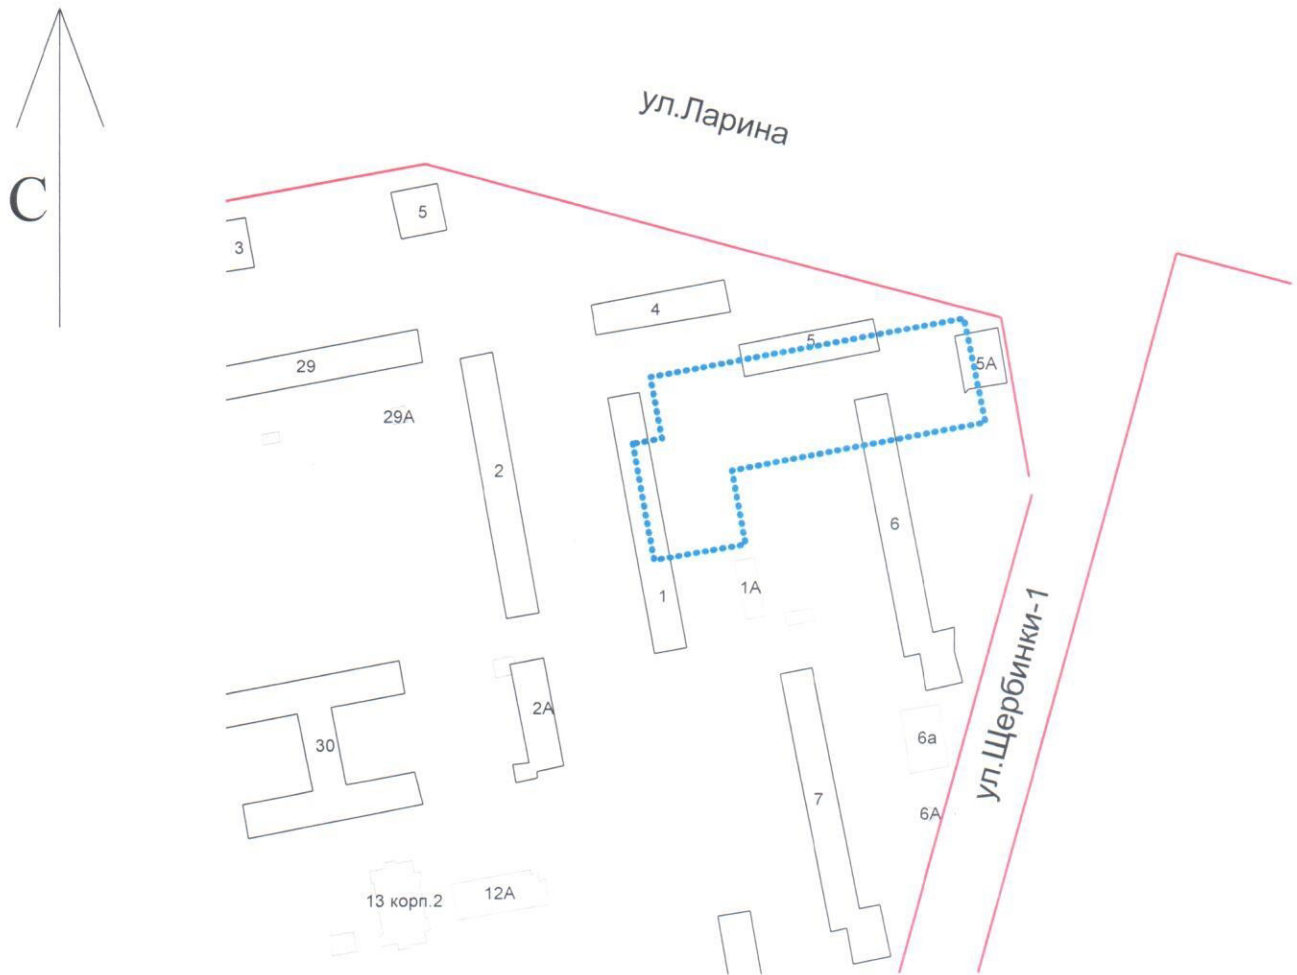 ул.Ларина
С
5
3
4
5
5А
29
29А
2
6
1
1А
ул.Щербинки-1
2А
30
6а
7
6А
13 корп.2
12А